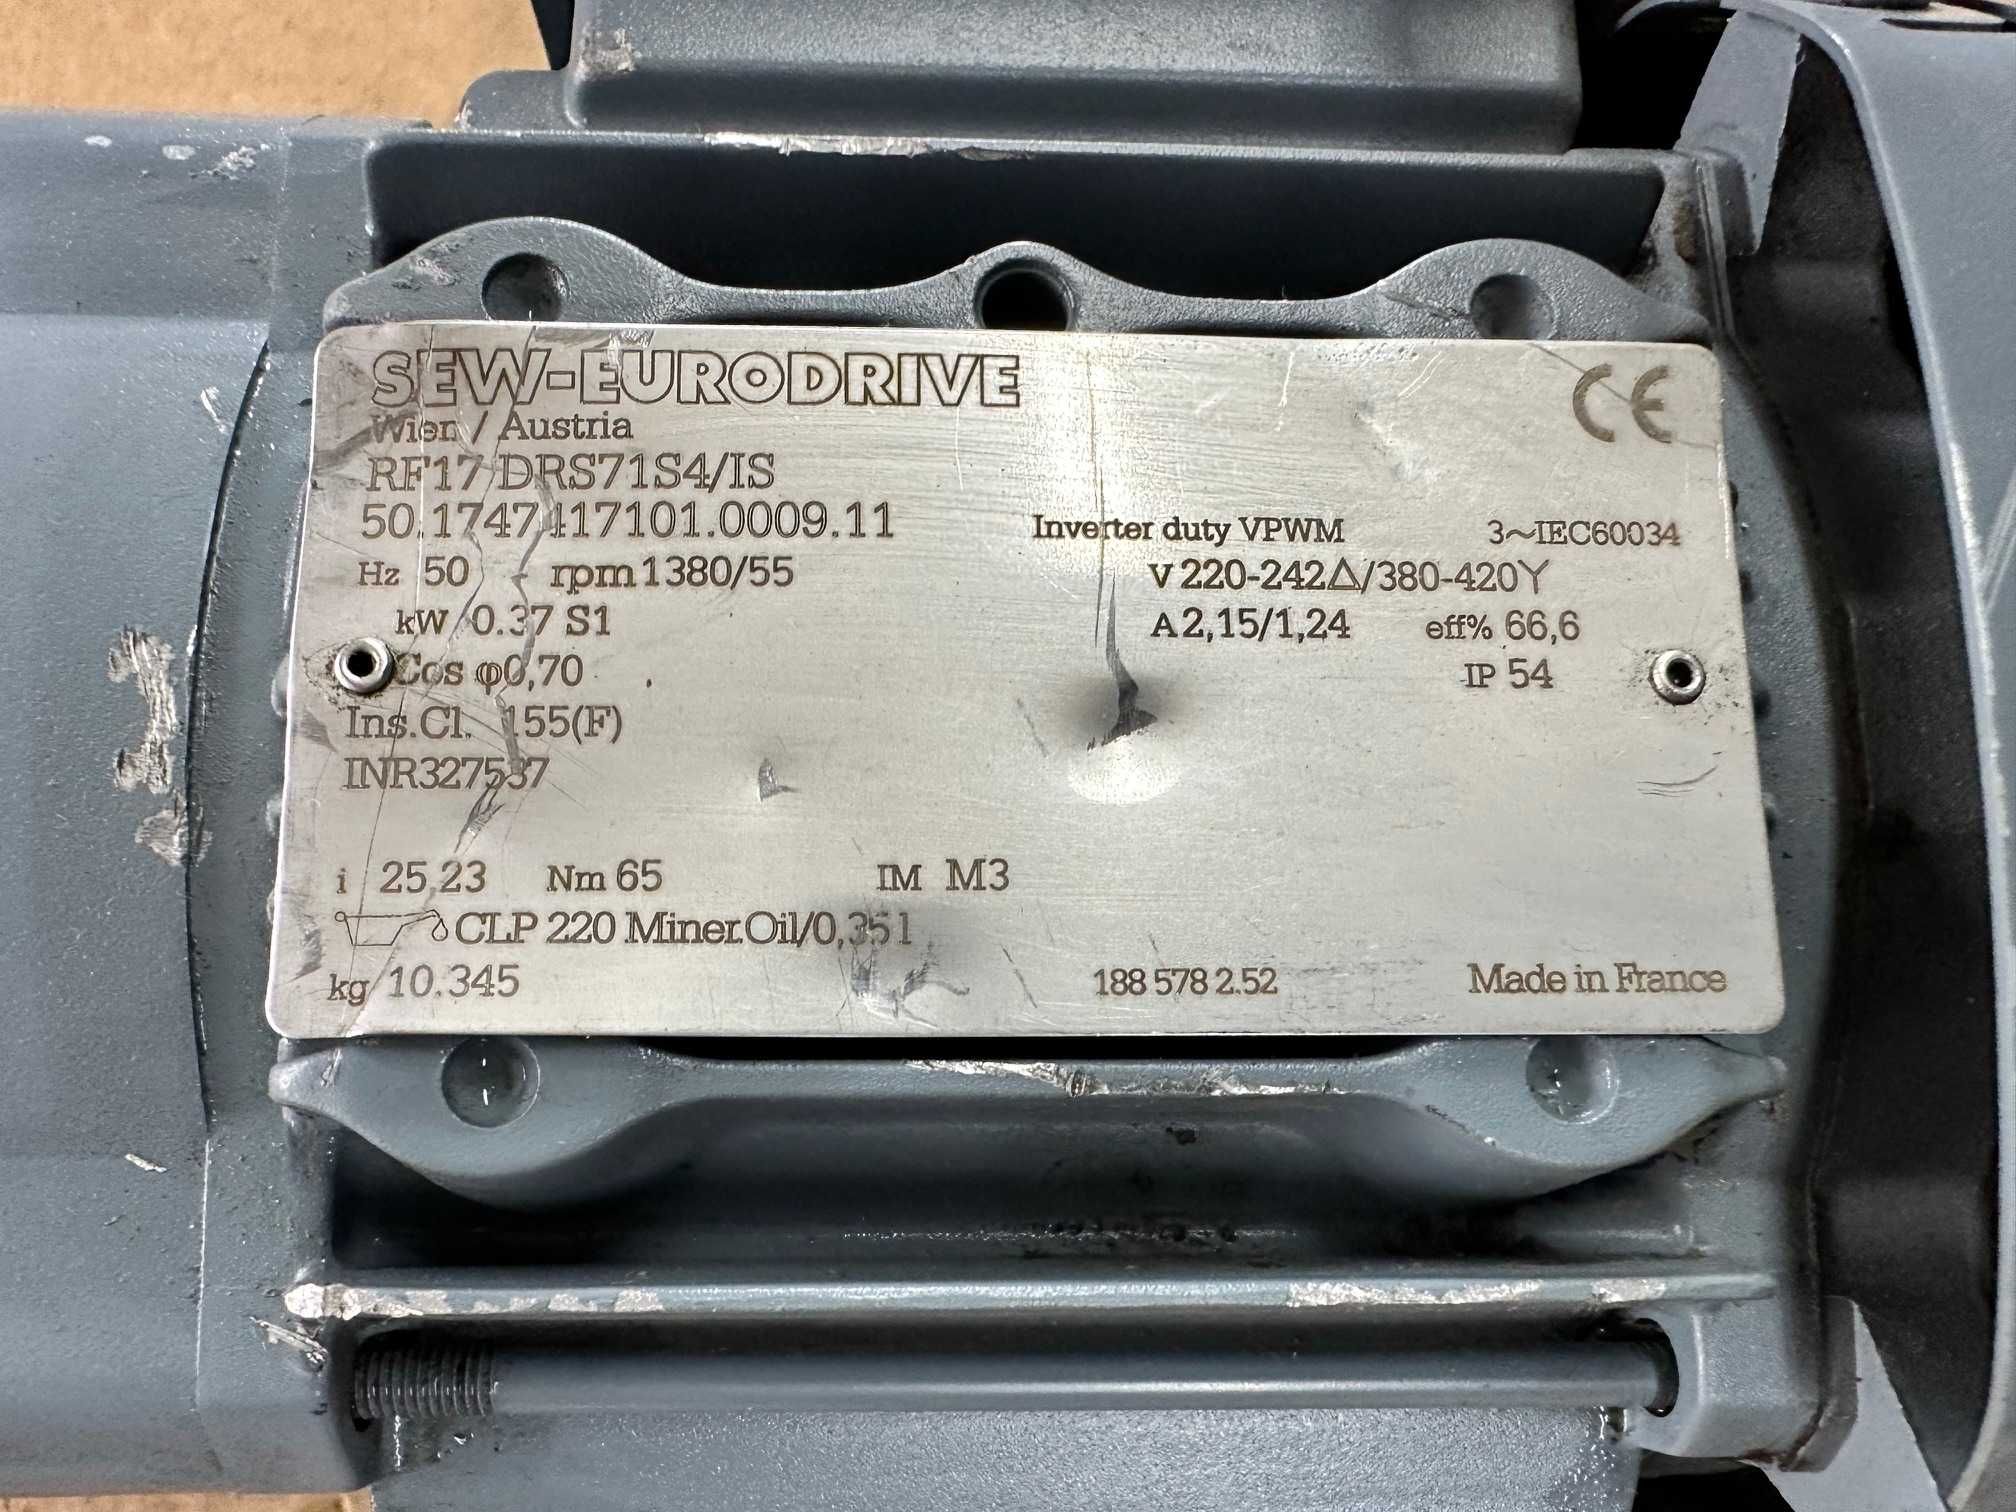 SEW-EURODRIVE
CE
Wien / Austria
RF17 DRS71S4/IS
50.1747417101.0009.11
Inverter duty VPWM 3~IEC60034
Hz 50 rpm 1380/55 V 220-242△/380-420Y
kW 0.37 S1 A 2,15/1,24 eff% 66,6
Cos φ0,70 IP 54
Ins.Cl. 155(F)
INR327537
i 25,23 Nm 65 IM M3
CLP 220 Miner.Oil/0,35 l
kg 10.345 188 578 2.52 Made in France